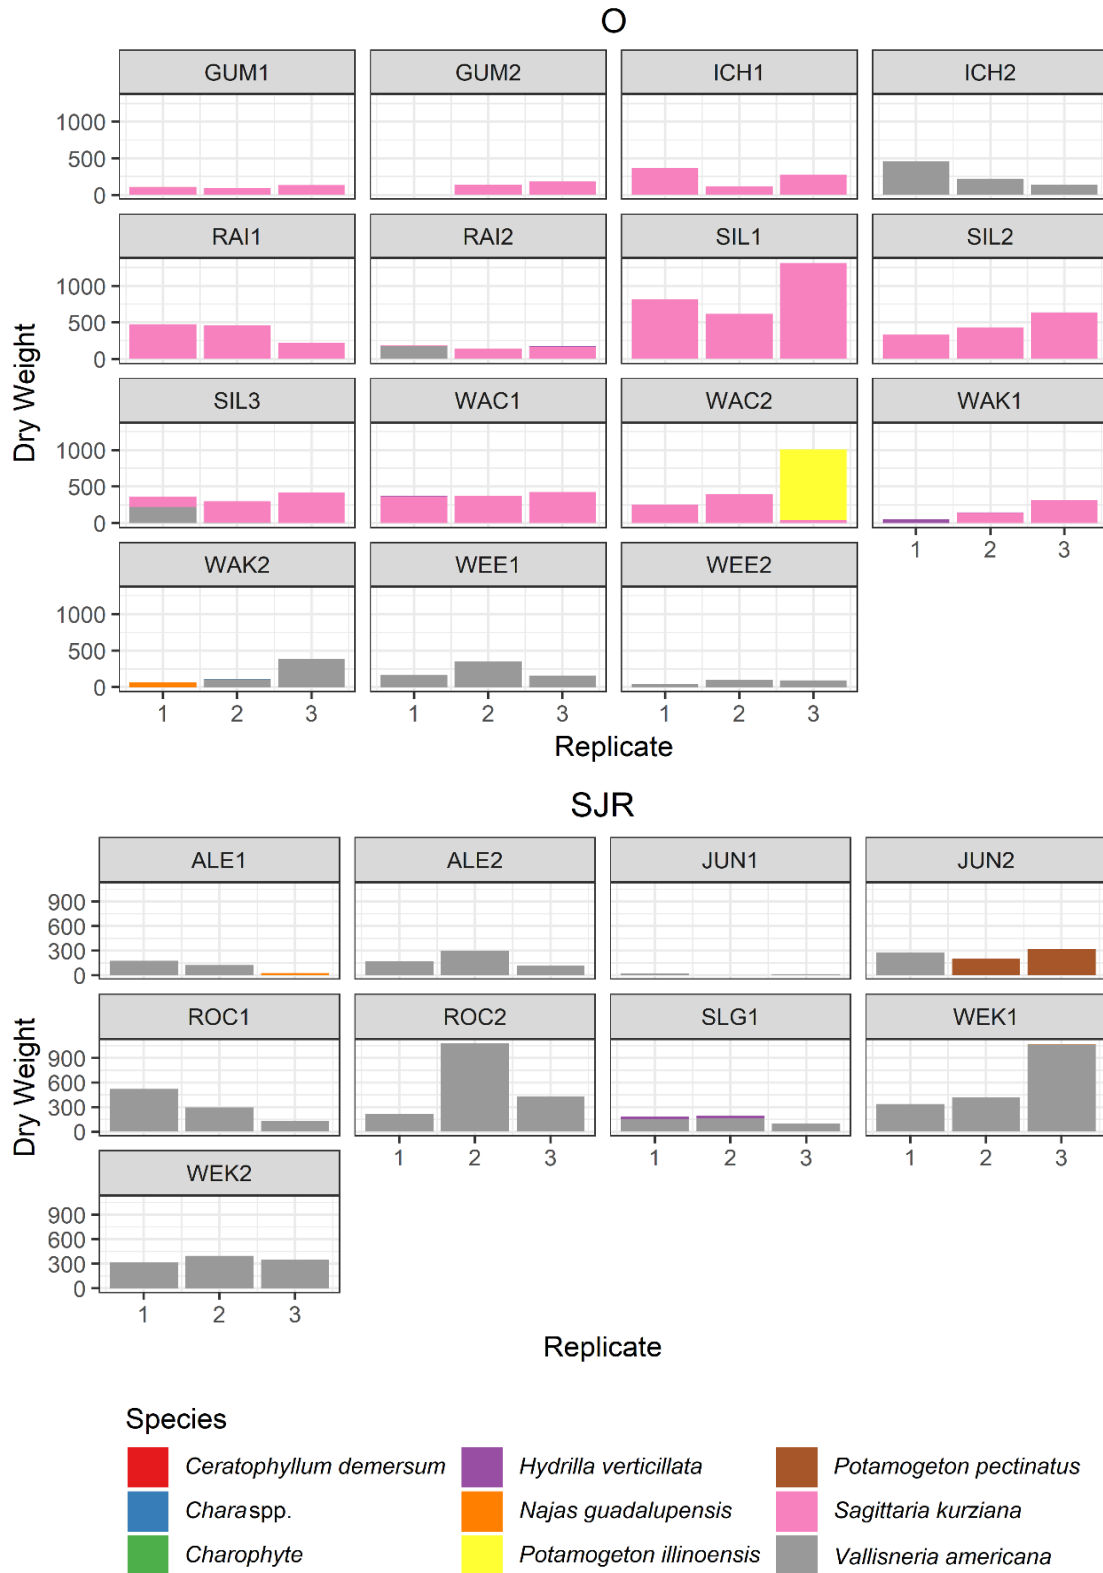 O
GUM1 GUM2 ICH1 ICH2
1000
500
0
RAI1 RAI2 SIL1 SIL2
1000
500
0
SIL3 WAC1 WAC2 WAK1
1000
500
0
1 2 3
WAK2 WEE1 WEE2
1000
500
0
1 2 3 1 2 3 1 2 3
Dry Weight
Replicate
SJR
ALE1 ALE2 JUN1 JUN2
900
600
300
0
ROC1 ROC2 SLG1 WEK1
900
600
300
0
1 2 3 1 2 3 1 2 3
WEK2
900
600
300
0
1 2 3
Dry Weight
Replicate
Species
Ceratophyllum demersum Hydrilla verticillata Potamogeton pectinatus
Chara spp. Najas guadalupensis Sagittaria kurziana
Charophyte Potamogeton illinoensis Vallisneria americana